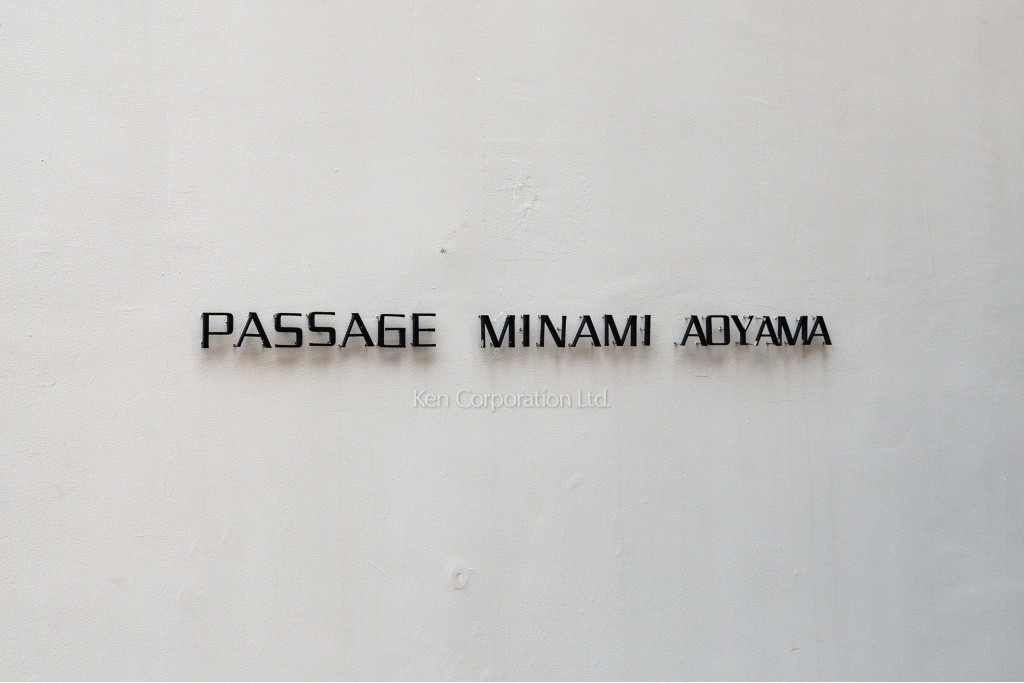 PASSAGE MINAMI AOYAMA
Ken Corporation Ltd.